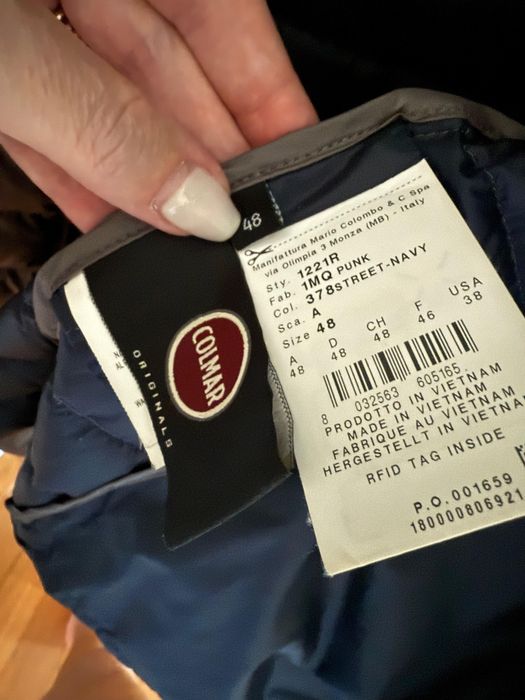 48
COLMAR
ORIGINALS
Manifattura Mario Colombo & C Spa
via Olimpia 3 Monza (MB) - Italy
Sty. 1221R
Fab. 1MQ PUNK
Col. 378STREET-NAVY
Sca. A
Size 48
A D CH F USA
48 48 48 46 38
8 032563 605165
PRODOTTO IN VIETNAM
MADE IN VIETNAM
FABRIQUE AU VIETNAM
HERGESTELLT IN VIETNAM
RFID TAG INSIDE
P.O. 001659
180000806921